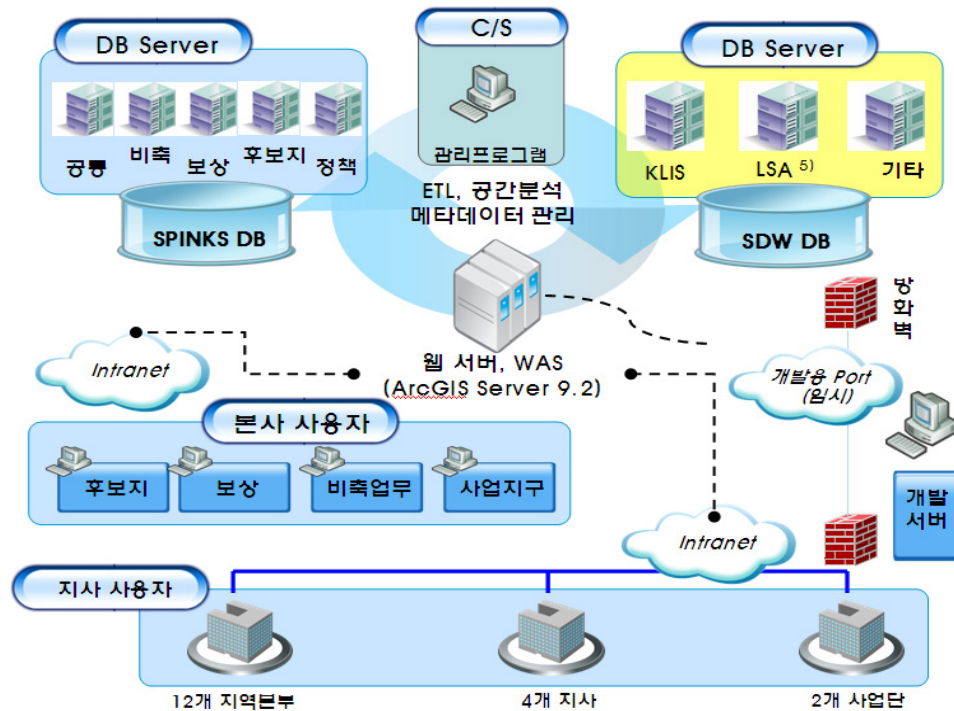 DB Server
C/S
DB Server
공통
비축
보상
후보지
정책
관리프로그램
KLIS
LSA 5)
기타
ETL, 공간분석
메타데이터 관리
SPINKS DB
SDW DB
방
화
벽
Intranet
웹 서버, WAS
(ArcGIS Server 9.2)
개발용 Port
(임시)
본사 사용자
후보지
보상
비축업무
사업지구
개발
서버
Intranet
지사 사용자
12개 지역본부
4개 지사
2개 사업단